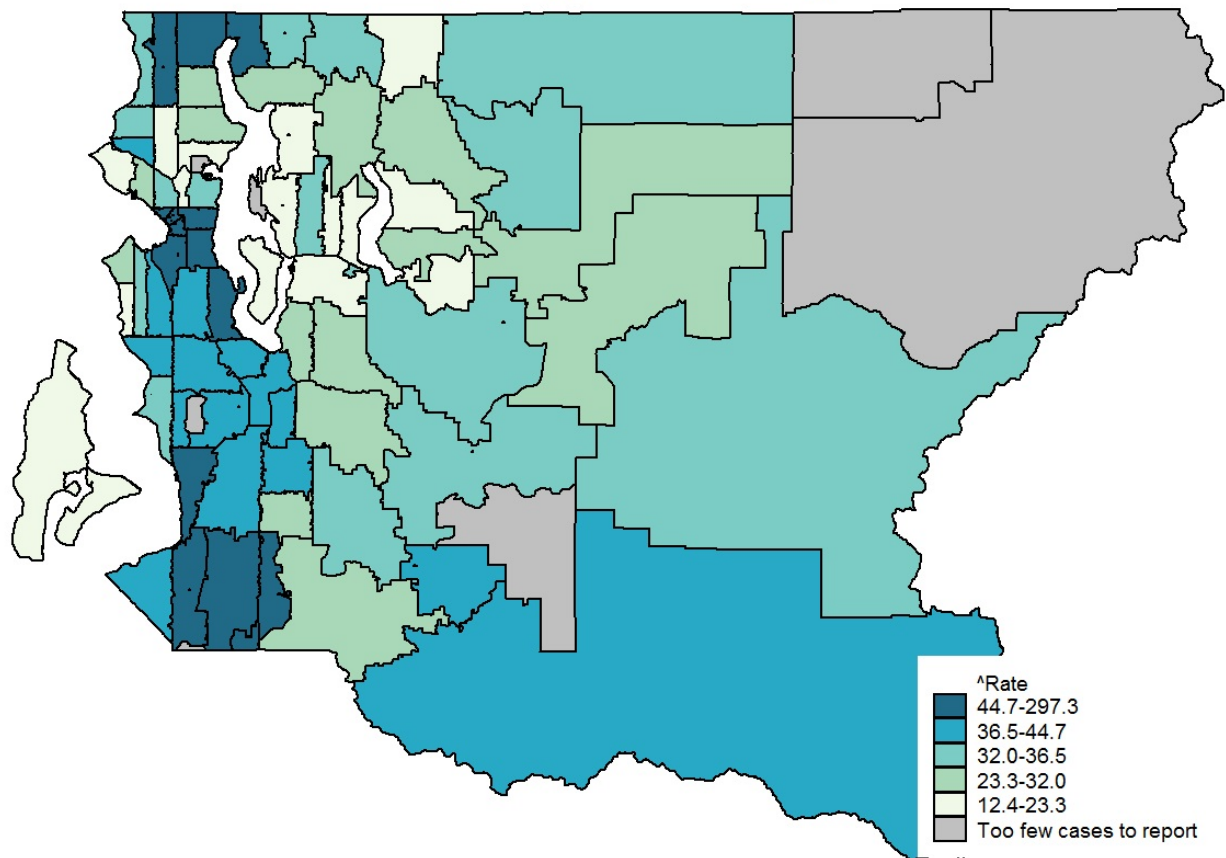 ^Rate
44.7-297.3
36.5-44.7
32.0-36.5
23.3-32.0
12.4-23.3
Too few cases to report